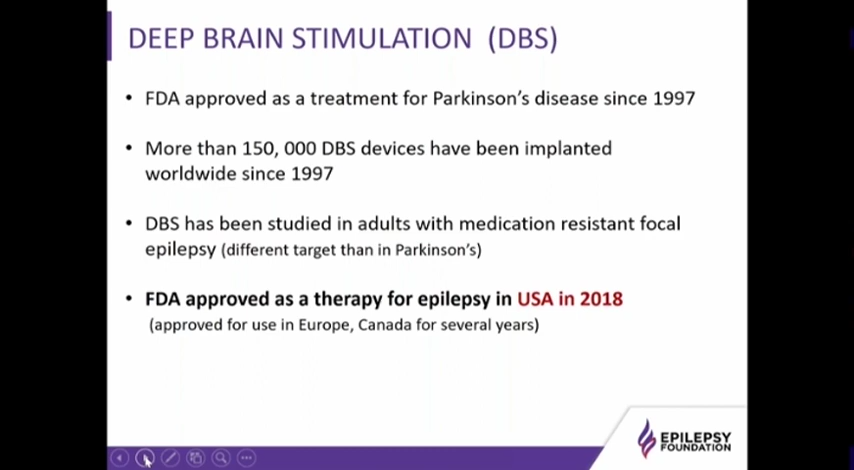 DEEP BRAIN STIMULATION (DBS)
• FDA approved as a treatment for Parkinson's disease since 1997
• More than 150, 000 DBS devices have been implanted
worldwide since 1997
• DBS has been studied in adults with medication resistant focal
epilepsy (different target than in Parkinson's)
• FDA approved as a therapy for epilepsy in USA in 2018
(approved for use in Europe, Canada for several years)
EPILEPSY
FOUNDATION